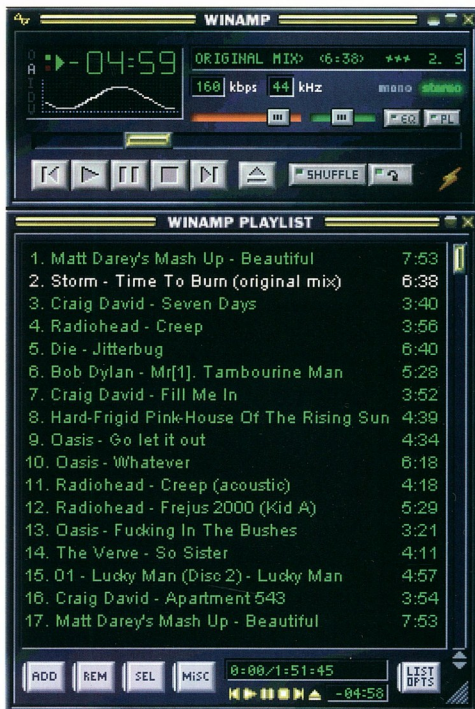 WINAMP
O
A
I
D
V
-04:59
ORIGINAL MIX> <6:38> *** 2. S
160 kbps 44 kHz mono stereo
EQ PL
SHUFFLE
WINAMP PLAYLIST
1. Matt Darey's Mash Up - Beautiful 7:53
2. Storm - Time To Burn (original mix) 6:38
3. Craig David - Seven Days 3:40
4. Radiohead - Creep 3:56
5. Die - Jitterbug 6:40
6. Bob Dylan - Mr[1]. Tambourine Man 5:28
7. Craig David - Fill Me In 3:52
8. Hard-Frigid Pink-House Of The Rising Sun 4:39
9. Oasis - Go let it out 4:34
10. Oasis - Whatever 6:18
11. Radiohead - Creep (acoustic) 4:18
12. Radiohead - Frejus 2000 (Kid A) 5:29
13. Oasis - Fucking In The Bushes 3:21
14. The Verve - So Sister 4:11
15. 01 - Lucky Man (Disc 2) - Lucky Man 4:57
16. Craig David - Apartment 543 3:54
17. Matt Darey's Mash Up - Beautiful 7:53
ADD REM SEL MISC 0:00/1:51:45 LIST OPTS
-04:58